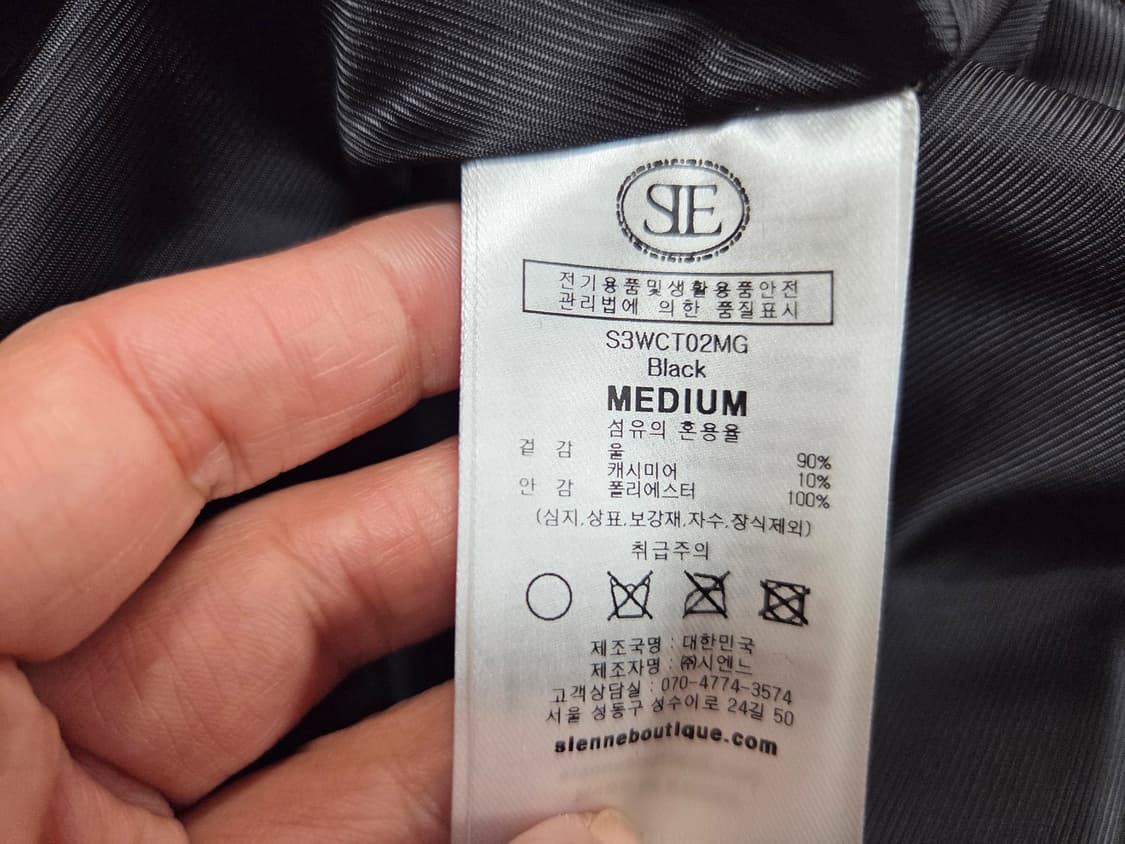 SIE
전기용품및생활용품안전
관리법에 의한 품질표시
S3WCT02MG
Black
MEDIUM
섬유의 혼용율
겉 감 울 90%
캐시미어 10%
안 감 폴리에스터 100%
(심지,상표,보강재,자수,장식제외)
취급주의
제조국명 : 대한민국
제조자명 : ㈜시엔느
고객상담실 : 070-4774-3574
서울 성동구 성수이로 24길 50
sienneboutique.com